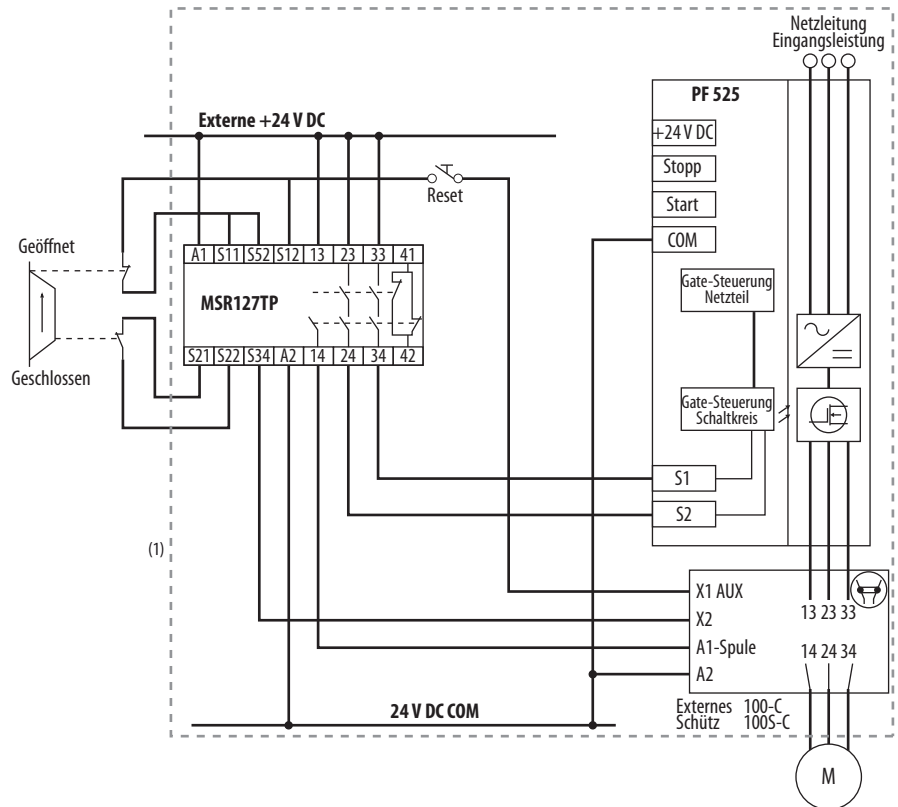 Netzleitung
Eingangsleistung
PF 525
Externe +24 V DC
+24 V DC
Stopp
Reset
Start
COM
Geöffnet
A1 S11 S52 S12 13 23 33 41
MSR127TP
Gate-Steuerung
Netzteil
S21 S22 S34 A2 14 24 34 42
Geschlossen
Gate-Steuerung
Schaltkreis
S1
S2
(1)
X1 AUX
13 23 33
X2
A1-Spule
14 24 34
A2
24 V DC COM
Externes 100-C
Schütz 100S-C
M